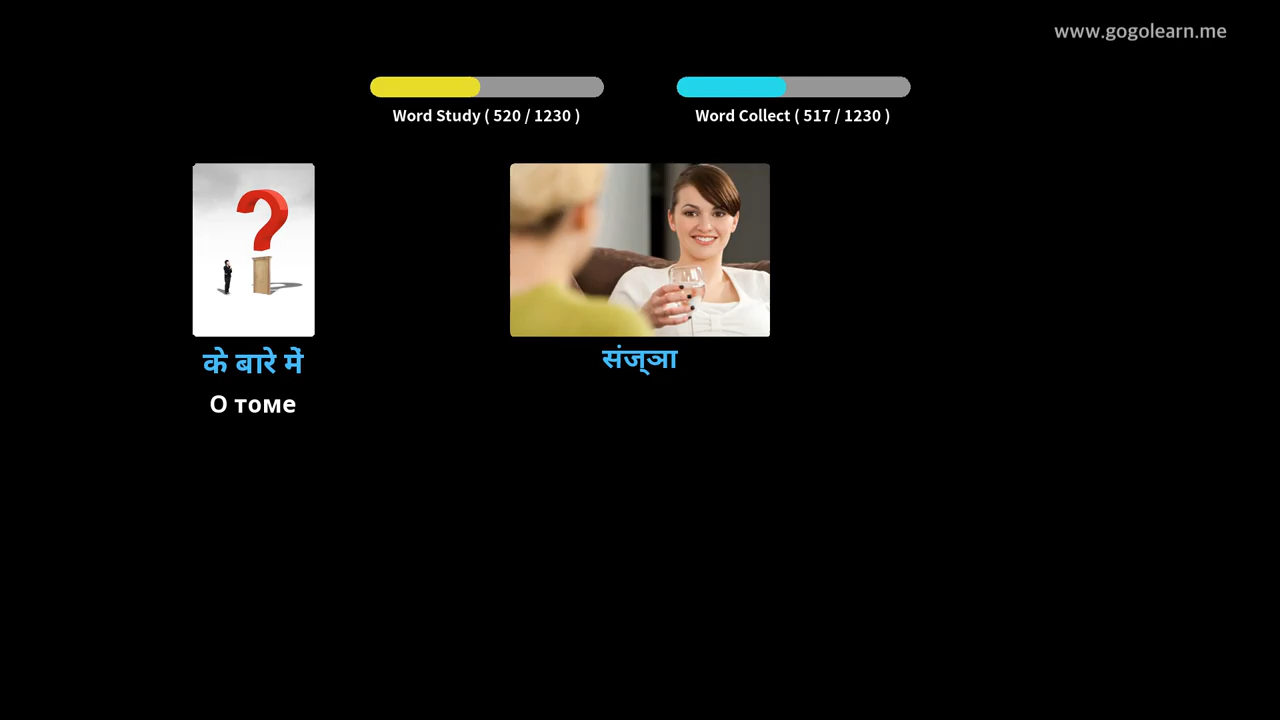 www.gogolearn.me
Word Study ( 520 / 1230 )
Word Collect ( 517 / 1230 )
के बारे में
О томе
संज्ञा